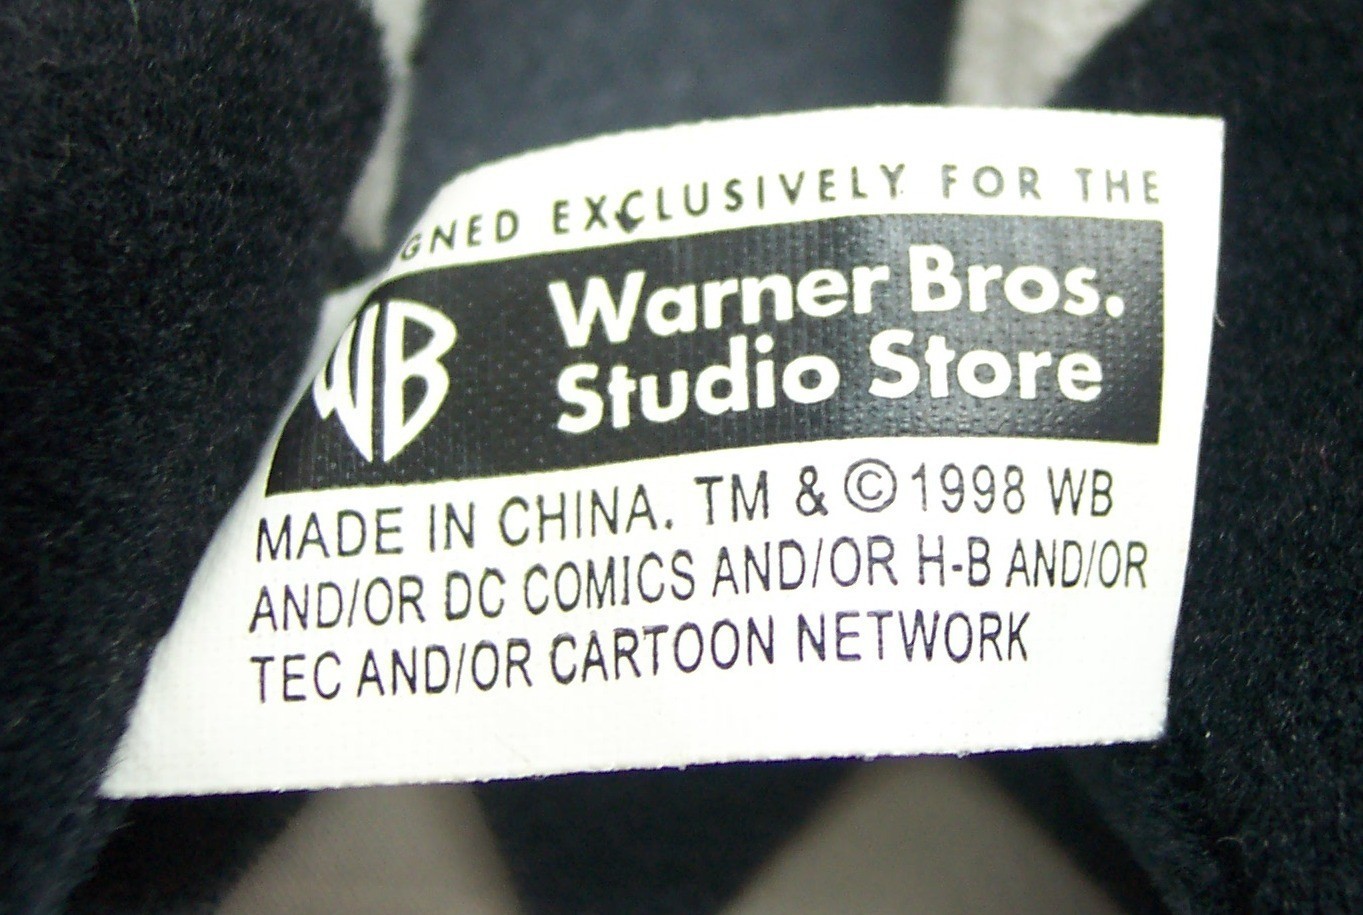 GNED EXCLUSIVELY FOR THE
WB
Warner Bros.
Studio Store
MADE IN CHINA. TM & © 1998 WB
AND/OR DC COMICS AND/OR H-B AND/OR
TEC AND/OR CARTOON NETWORK